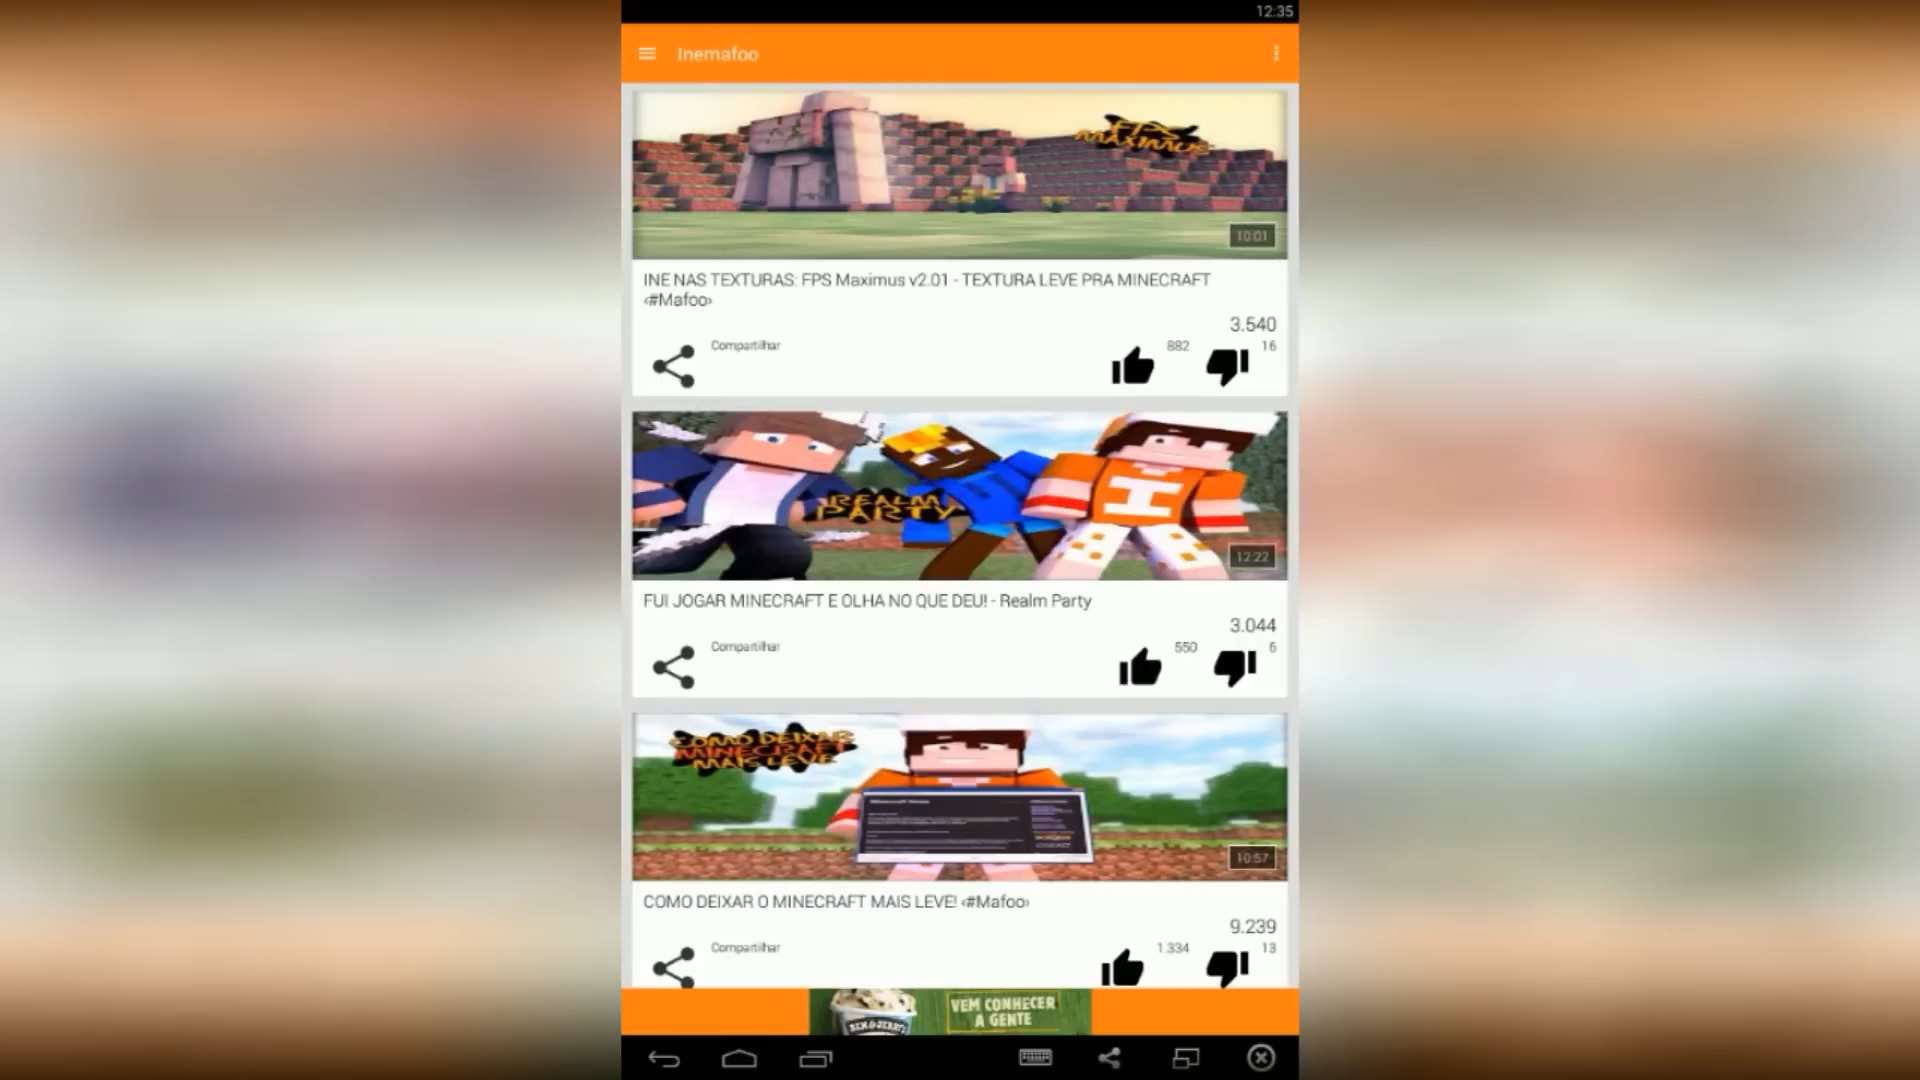 12:35
Inemafoo
FPS
MAXIMUS
10:01
INE NAS TEXTURAS: FPS Maximus v2.01 - TEXTURA LEVE PRA MINECRAFT
‹#Mafoo›
3.540
Compartilhar
882
16
REALM
PARTY
12:22
FUI JOGAR MINECRAFT E OLHA NO QUE DEU! - Realm Party
3.044
Compartilhar
550
6
COMO DEIXAR
MINECRAFT
MAIS LEVE
10:57
COMO DEIXAR O MINECRAFT MAIS LEVE! ‹#Mafoo›
9.239
Compartilhar
1.334
13
BEN & JERRY'S
VEM CONHECER
A GENTE